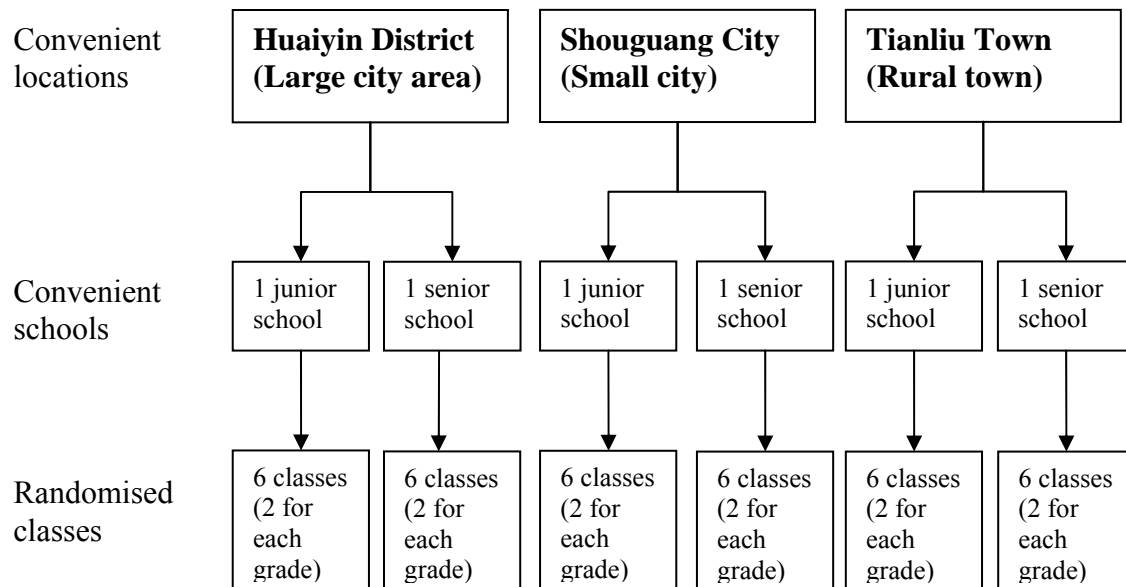 Convenient
locations
Huaiyin District
(Large city area)
Shouguang City
(Small city)
Tianliu Town
(Rural town)
Convenient
schools
1 junior
school
1 senior
school
1 junior
school
1 senior
school
1 junior
school
1 senior
school
Randomised
classes
6 classes
(2 for
each
grade)
6 classes
(2 for
each
grade)
6 classes
(2 for
each
grade)
6 classes
(2 for
each
grade)
6 classes
(2 for
each
grade)
6 classes
(2 for
each
grade)